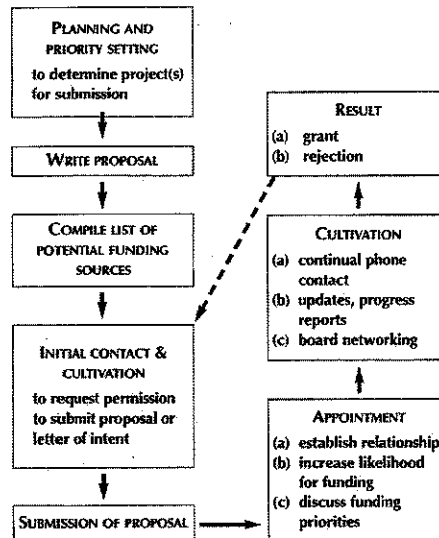 PLANNING AND
PRIORITY SETTING
to determine project(s)
for submission
WRITE PROPOSAL
COMPILE LIST OF
POTENTIAL FUNDING
SOURCES
INITIAL CONTACT &
CULTIVATION
to request permission
to submit proposal or
letter of intent
SUBMISSION OF PROPOSAL
APPOINTMENT
(a) establish relationship
(b) increase likelihood
for funding
(c) discuss funding
priorities
CULTIVATION
(a) continual phone
contact
(b) updates, progress
reports
(c) board networking
RESULT
(a) grant
(b) rejection